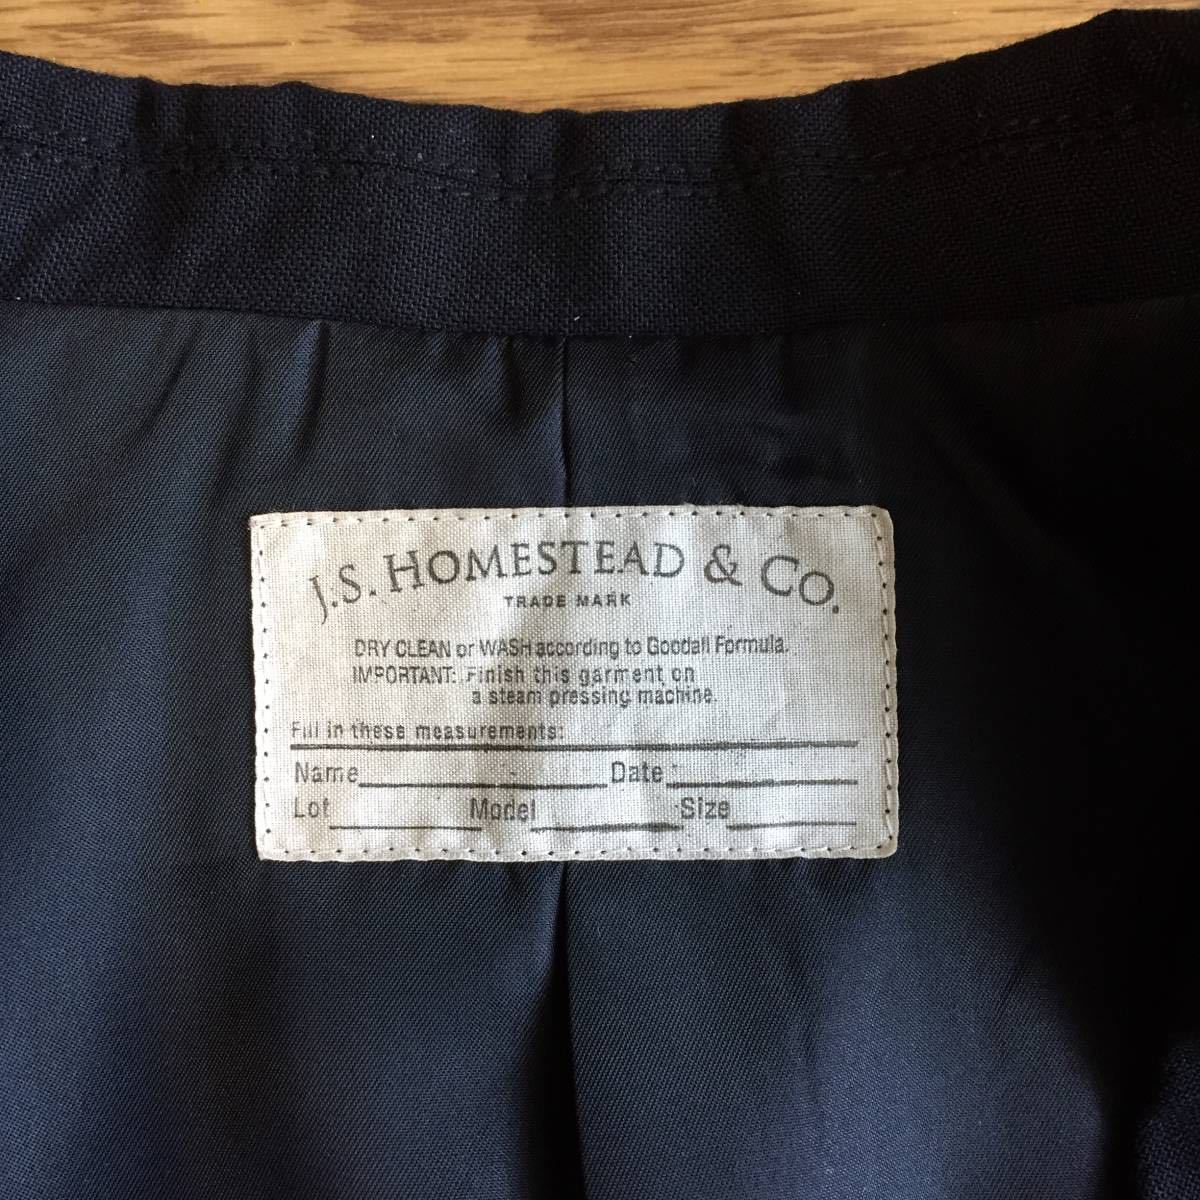 J.S. HOMESTEAD & CO.
TRADE MARK
DRY CLEAN or WASH according to Goodall Formula.
IMPORTANT: Finish this garment on
a steam pressing machine.
Fill in these measurements:
Name Date
Lot Model Size